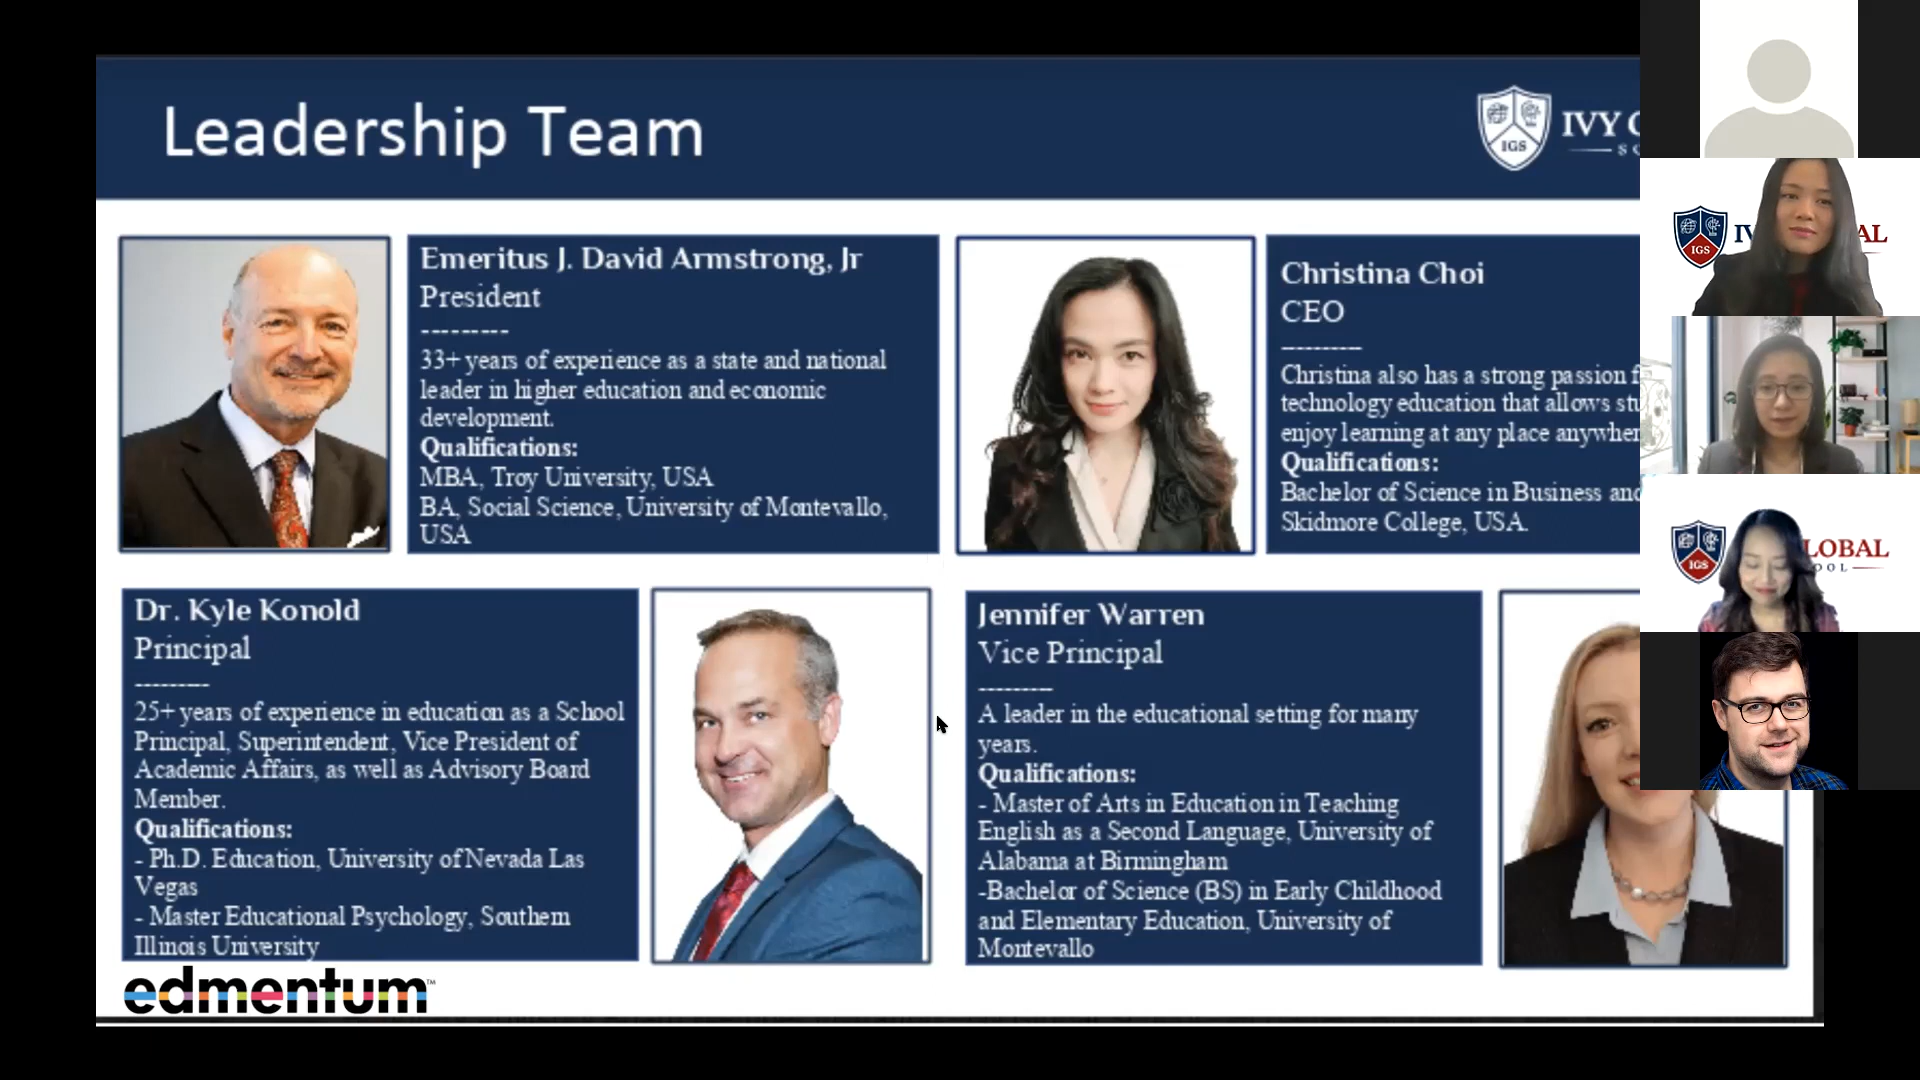 Leadership Team
IVY
IGS
Emeritus J. David Armstrong, Jr
President
---------
33+ years of experience as a state and national
leader in higher education and economic
development.
Qualifications:
MBA, Troy University, USA
BA, Social Science, University of Montevallo,
USA
Christina Choi
CEO
---------
Christina also has a strong passion
technology education that allows
enjoy learning at any place
Qualifications:
Bachelor of Science in Business and
Skidmore College, USA.
Dr. Kyle Konold
Principal
---------
25+ years of experience in education as a School
Principal, Superintendent, Vice President of
Academic Affairs, as well as Advisory Board
Member.
Qualifications:
- Ph.D. Education, University of Nevada Las
Vegas
- Master Educational Psychology, Southern
Illinois University
Jennifer Warren
Vice Principal
---------
A leader in the educational setting for many
years.
Qualifications:
- Master of Arts in Education in Teaching
English as a Second Language, University of
Alabama at Birmingham
-Bachelor of Science (BS) in Early Childhood
and Elementary Education, University of
Montevallo
edmentum™
IGS
IGS